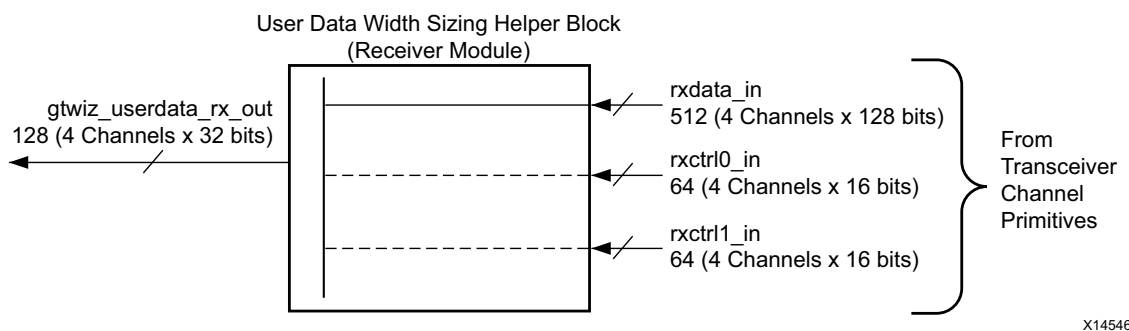 User Data Width Sizing Helper Block
(Receiver Module)
gtwiz_userdata_rx_out
128 (4 Channels x 32 bits)
rxdata_in
512 (4 Channels x 128 bits)
rxctrl0_in
64 (4 Channels x 16 bits)
rxctrl1_in
64 (4 Channels x 16 bits)
From
Transceiver
Channel
Primitives
X14546